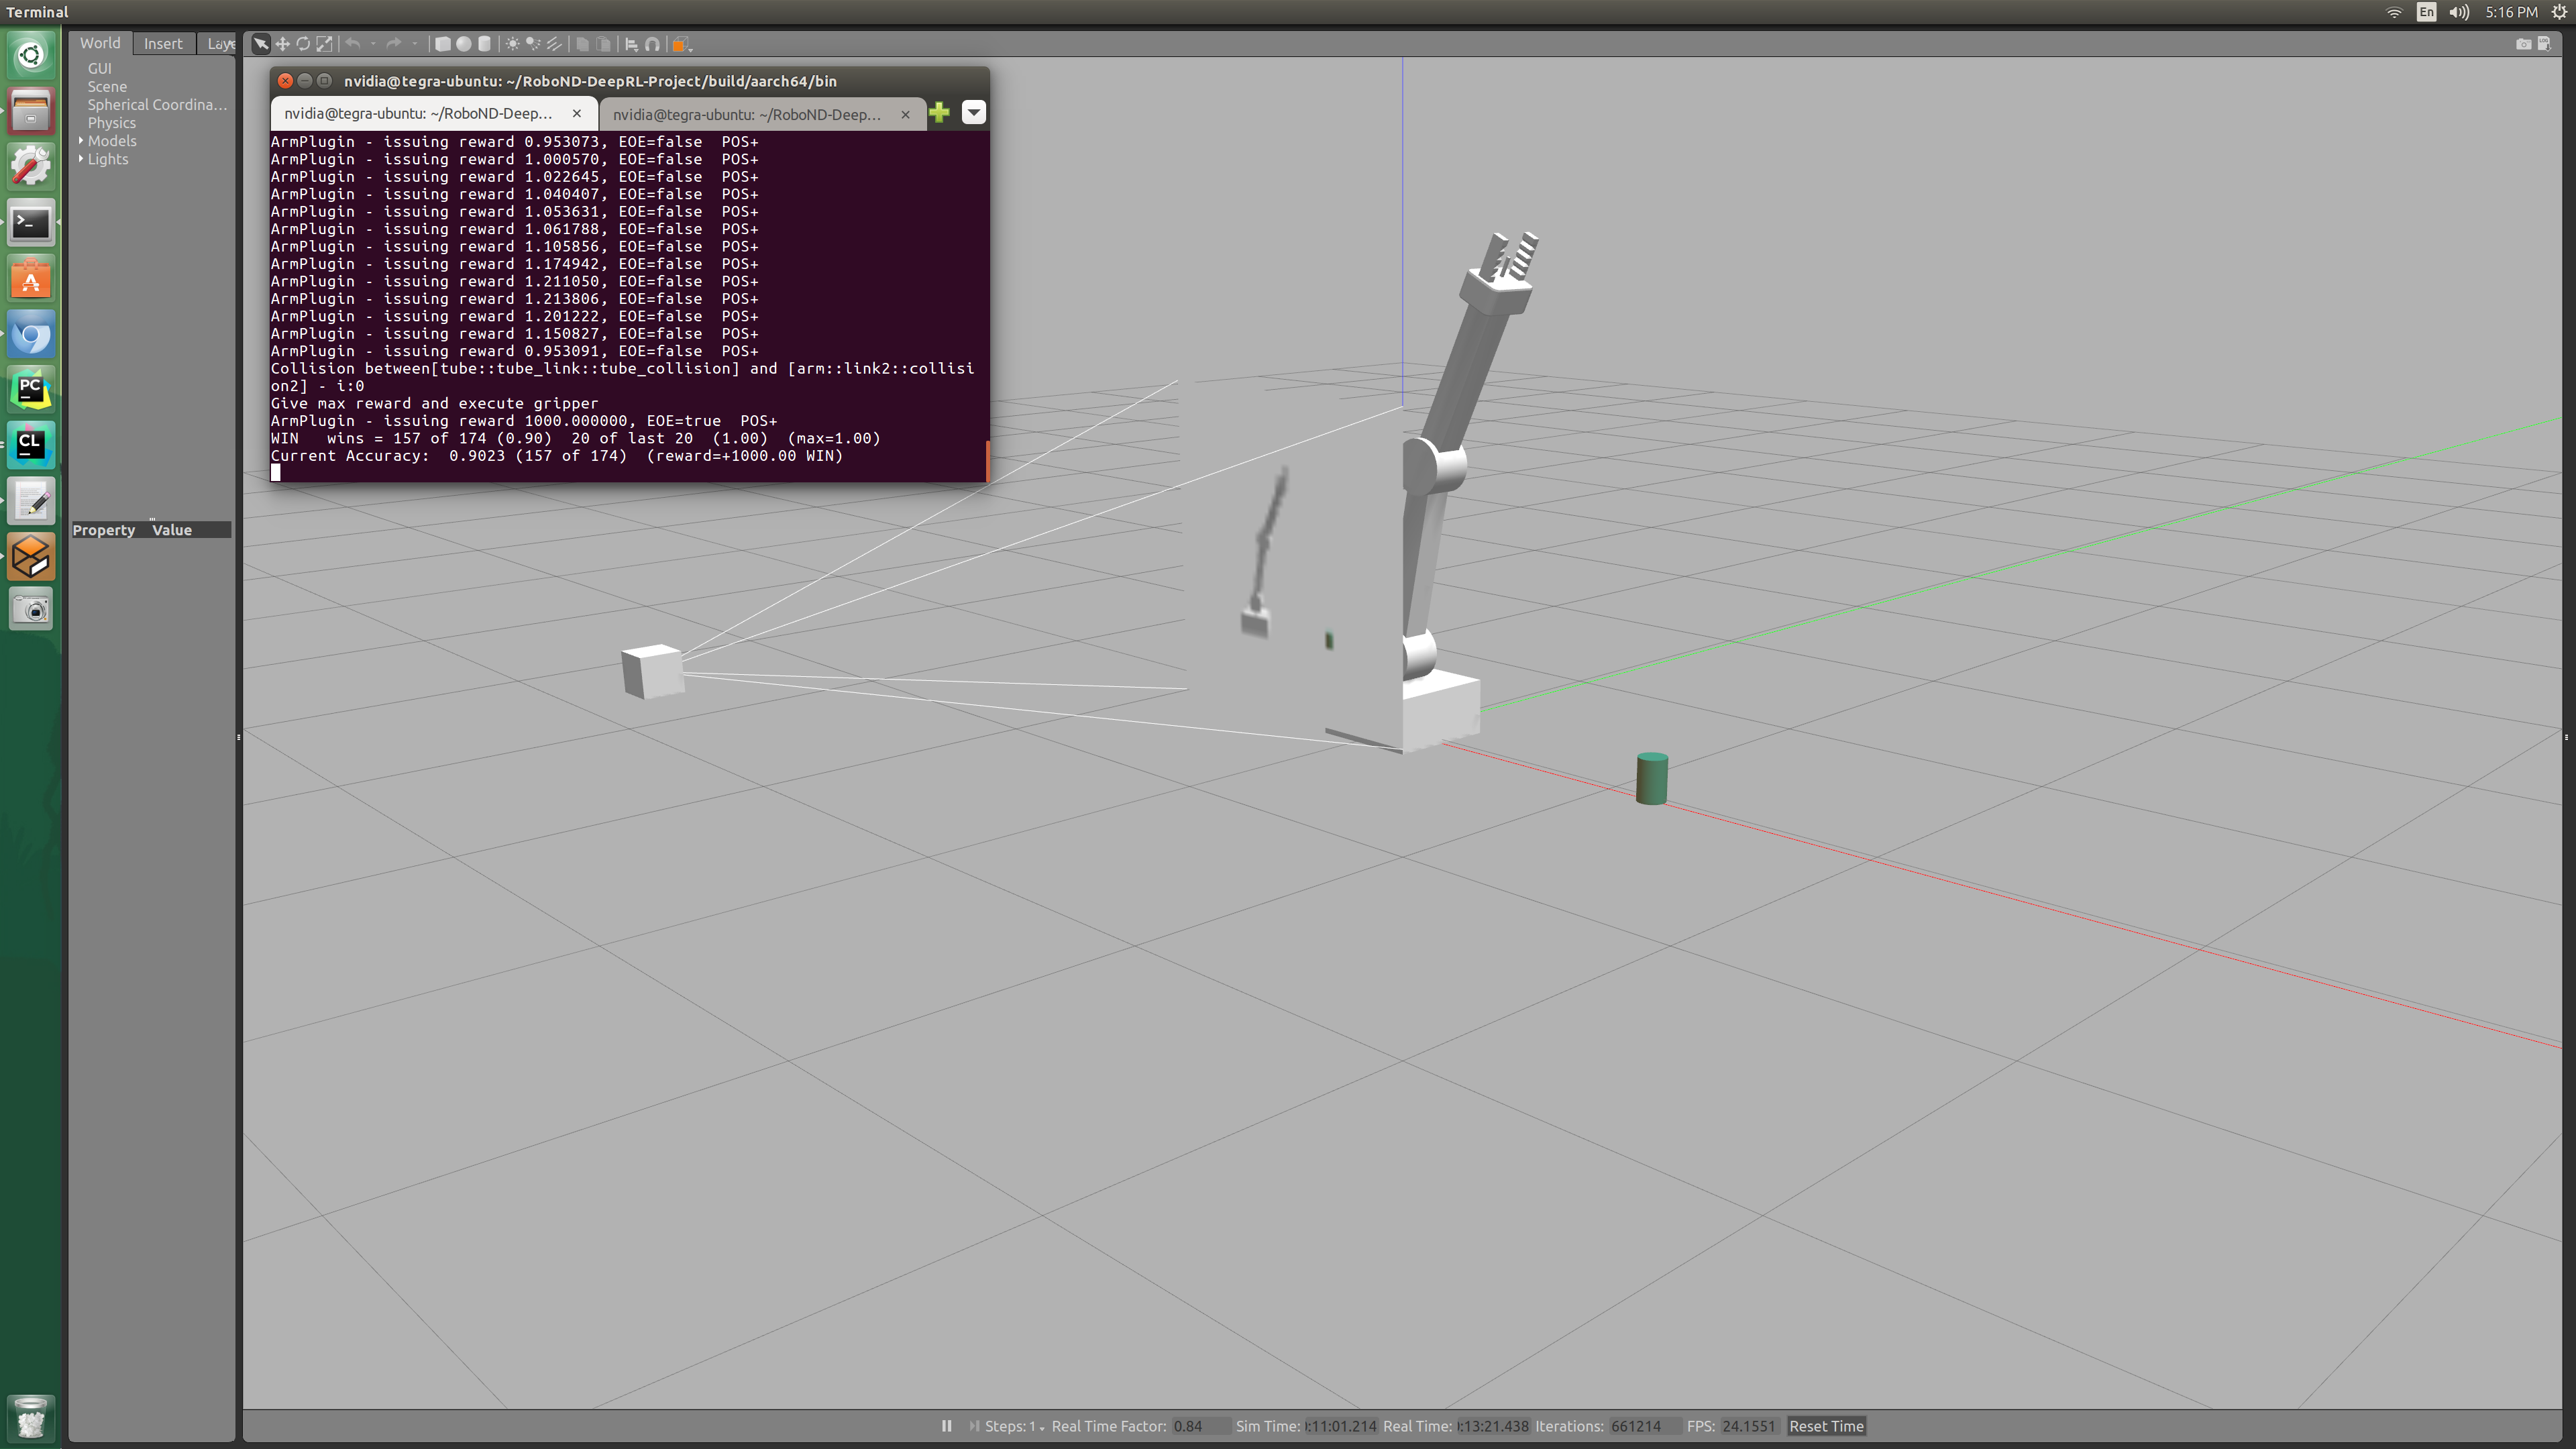 Terminal
En
5:16 PM
World Insert Laye
GUI
Scene
Spherical Coordina...
Physics
Models
Lights
Property Value
nvidia@tegra-ubuntu: ~/RoboND-DeepRL-Project/build/aarch64/bin
nvidia@tegra-ubuntu: ~/RoboND-Deep... nvidia@tegra-ubuntu: ~/RoboND-Deep...
ArmPlugin - issuing reward 0.953073, EOE=false  POS+
ArmPlugin - issuing reward 1.000570, EOE=false  POS+
ArmPlugin - issuing reward 1.022645, EOE=false  POS+
ArmPlugin - issuing reward 1.040407, EOE=false  POS+
ArmPlugin - issuing reward 1.053631, EOE=false  POS+
ArmPlugin - issuing reward 1.061788, EOE=false  POS+
ArmPlugin - issuing reward 1.105856, EOE=false  POS+
ArmPlugin - issuing reward 1.174942, EOE=false  POS+
ArmPlugin - issuing reward 1.211050, EOE=false  POS+
ArmPlugin - issuing reward 1.213806, EOE=false  POS+
ArmPlugin - issuing reward 1.201222, EOE=false  POS+
ArmPlugin - issuing reward 1.150827, EOE=false  POS+
ArmPlugin - issuing reward 0.953091, EOE=false  POS+
Collision between[tube::tube_link::tube_collision] and [arm::link2::collisi
on2] - i:0
Give max reward and execute gripper
ArmPlugin - issuing reward 1000.000000, EOE=true  POS+
WIN   wins = 157 of 174 (0.90)  20 of last 20  (1.00)  (max=1.00)
Current Accuracy:  0.9023 (157 of 174)  (reward=+1000.00 WIN)
PC
CL
Steps: 1 Real Time Factor: 0.84 Sim Time: :11:01.214 Real Time: :13:21.438 Iterations: 661214 FPS: 24.1551 Reset Time